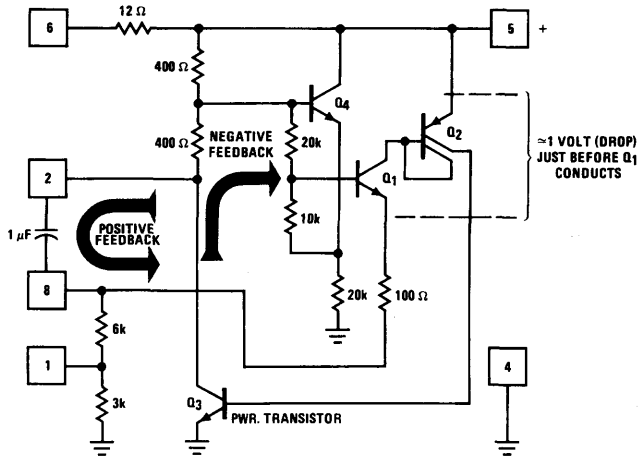 12 Ω
6
5
+
400 Ω
Q4
Q2
400 Ω
NEGATIVE
FEEDBACK
20k
≃1 VOLT (DROP)
JUST BEFORE Q1
CONDUCTS
2
Q1
1 μF
POSITIVE
FEEDBACK
10k
8
20k
100 Ω
6k
1
4
3k
Q3
PWR. TRANSISTOR